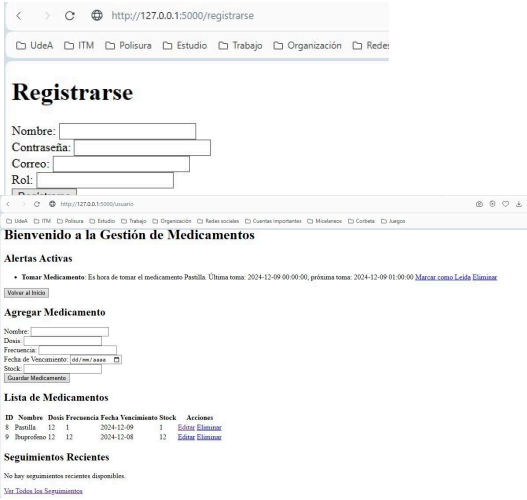 http://127.0.0.1:5000/registrarse
UdeA ITM Polisura Estudio Trabajo Organización Redes
Registrarse
Nombre:
Contraseña:
Correo:
Rol:
http://127.0.0.1:5000/usuario
UdeA ITM Polisura Estudio Trabajo Organización Redes sociales Cuentas importantes Corbeta Juegos
Bienvenido a la Gestión de Medicamentos
Alertas Activas
Tomar Medicamento: Es hora de tomar el medicamento Pastilla. Última toma: 2024-12-09 00:00:00, próxima toma: 2024-12-09 01:00:00 Marcar como Leída Eliminar
Volver al Inicio
Agregar Medicamento
Nombre:
Dosis:
Frecuencia:
Fecha de Vencimiento: dd/mm/aaaa
Stock:
Guardar Medicamento
Lista de Medicamentos
ID Nombre Dosis Frecuencia Fecha Vencimiento Stock Acciones
8 Pastilla 12 1 2024-12-09 1 Editar Eliminar
9 Ibuprofeno 12 12 2024-12-08 12 Editar Eliminar
Seguimientos Recientes
No hay seguimientos recientes disponibles.
Ver Todos los Seguimientos